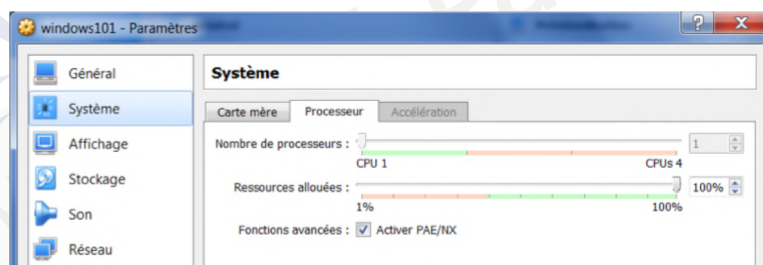 windows101 - Paramètres
Général
Système
Affichage
Stockage
Son
Réseau
Système
Carte mère Processeur Accélération
Nombre de processeurs : 1
CPU 1 CPUs 4
Ressources allouées : 100%
1% 100%
Fonctions avancées : Activer PAE/NX